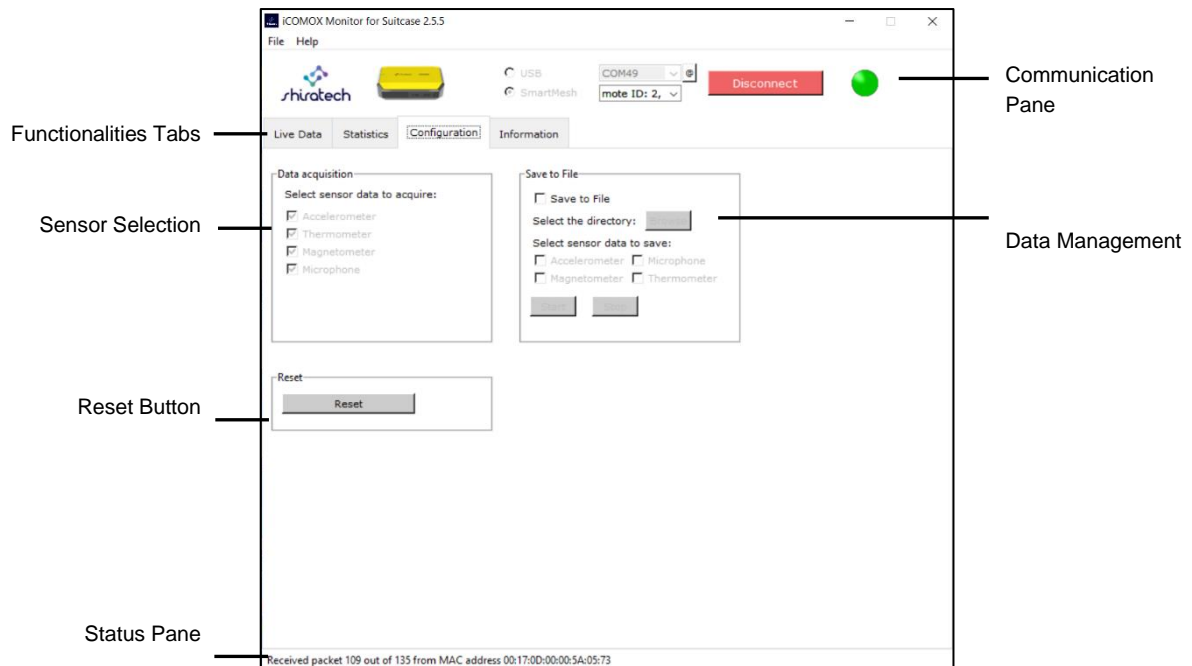 iCOMOX Monitor for Suitcase 2.5.5
File Help
shiratech
USB
SmartMesh
COM49
@
mote ID: 2,
Disconnect
Communication
Pane
Functionalities Tabs
Live Data Statistics Configuration Information
Data acquisition
Select sensor data to acquire:
Accelerometer
Thermometer
Magnetometer
Microphone
Sensor Selection
Save to File
Save to File
Select the directory: Browse
Select sensor data to save:
Accelerometer Microphone
Magnetometer Thermometer
Start Stop
Data Management
Reset
Reset
Reset Button
Status Pane
Received packet 109 out of 135 from MAC address 00:17:0D:00:00:5A:05:73